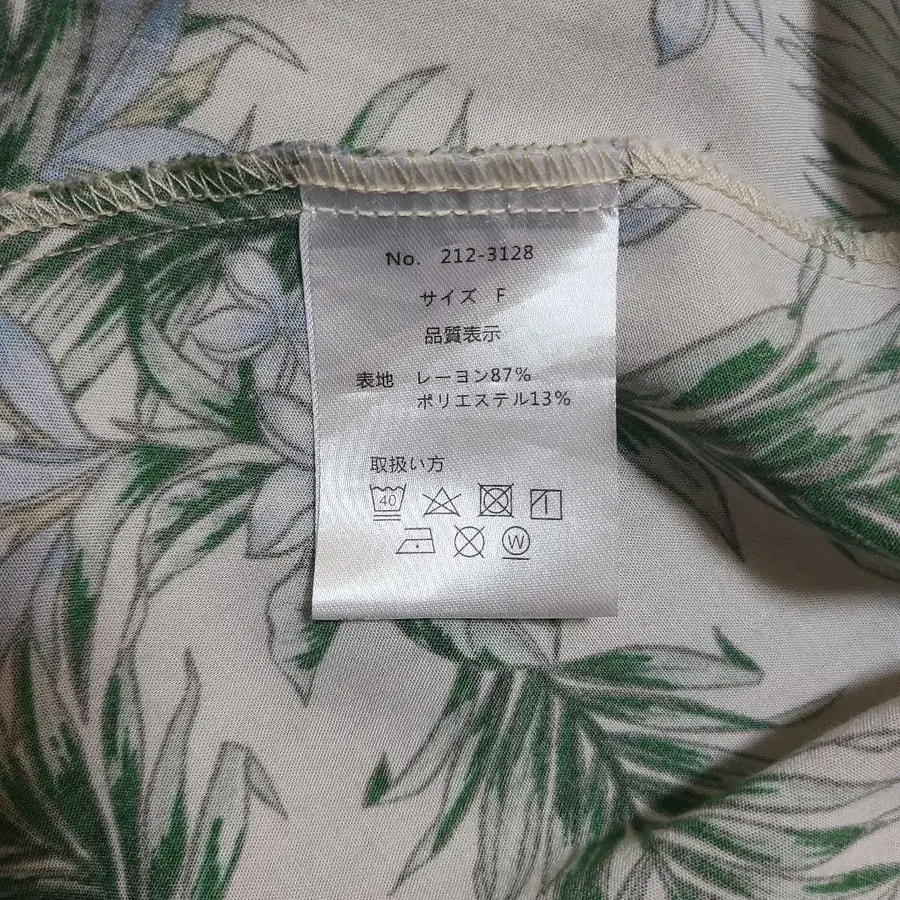 No. 212-3128
サイズ F
品質表示
表地 レーヨン87%
ポリエステル13%
取扱い方
40
W